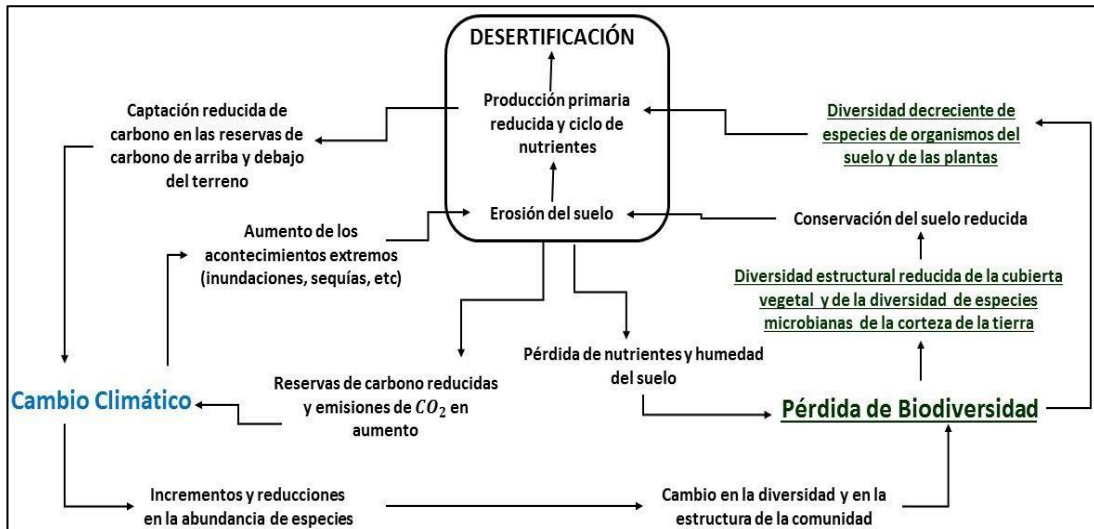 DESERTIFICACIÓN
Producción primaria
reducida y ciclo de
nutrientes
Erosión del suelo
Captación reducida de
carbono en las reservas de
carbono de arriba y debajo
del terreno
Aumento de los
acontecimientos extremos
(inundaciones, sequías, etc)
Diversidad decreciente de
especies de organismos del
suelo y de las plantas
Conservación del suelo reducida
Diversidad estructural reducida de la cubierta
vegetal y de la diversidad de especies
microbianas de la corteza de la tierra
Pérdida de nutrientes y humedad
del suelo
Cambio Climático
Reservas de carbono reducidas
y emisiones de CO₂ en
aumento
Pérdida de Biodiversidad
Incrementos y reducciones
en la abundancia de especies
Cambio en la diversidad y en la
estructura de la comunidad